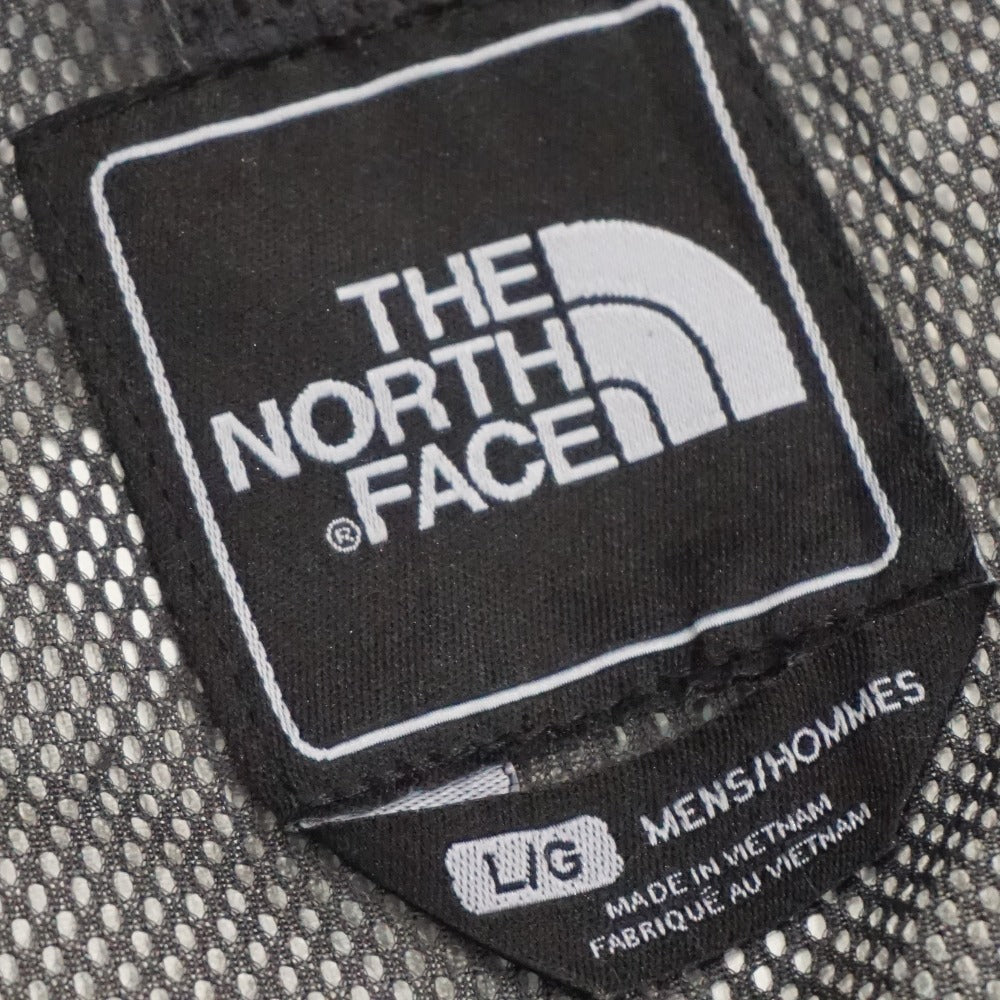 THE
NORTH
FACE
®
L/G MENS/HOMMES
MADE IN VIETNAM
FABRIQUÉ AU VIETNAM